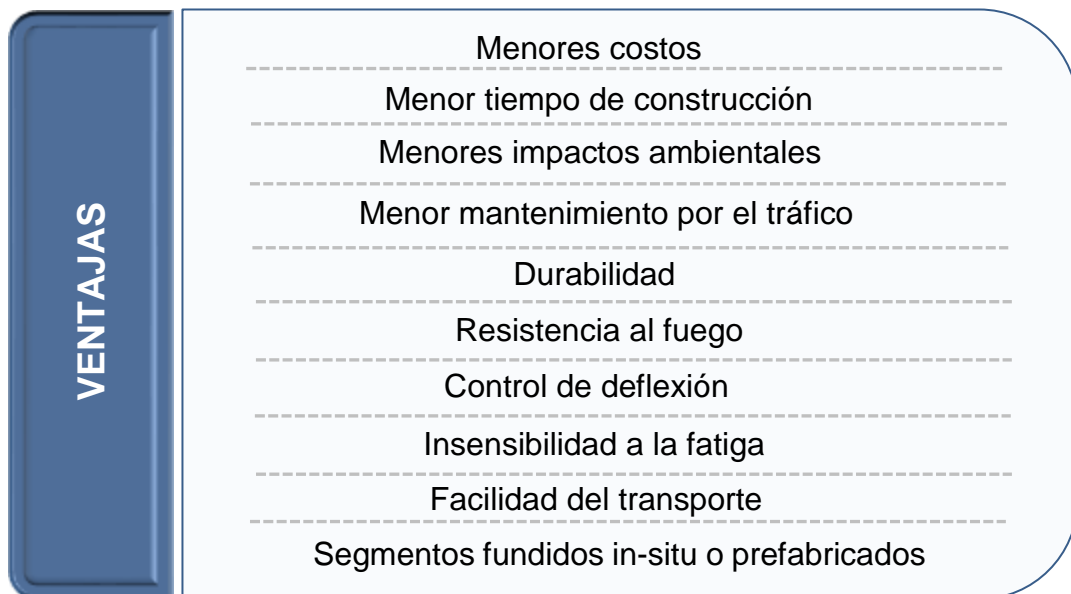 VENTAJAS
Menores costos
Menor tiempo de construcción
Menores impactos ambientales
Menor mantenimiento por el tráfico
Durabilidad
Resistencia al fuego
Control de deflexión
Insensibilidad a la fatiga
Facilidad del transporte
Segmentos fundidos in-situ o prefabricados